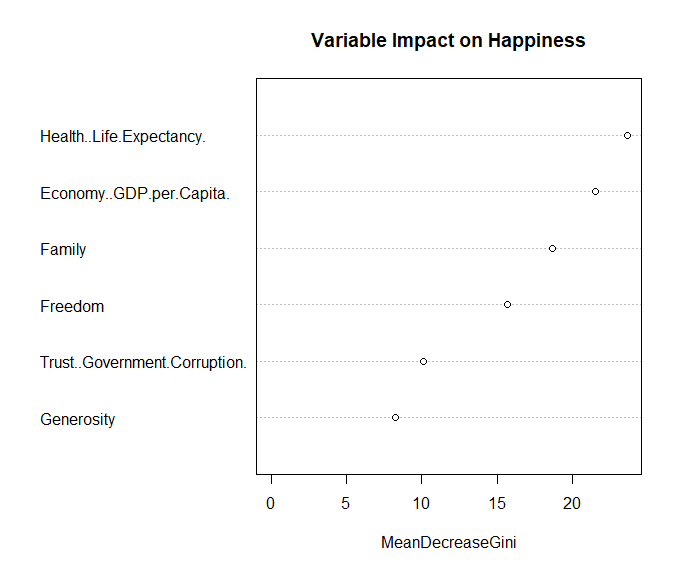 Variable Impact on Happiness
Health..Life.Expectancy.
Economy..GDP.per.Capita.
Family
Freedom
Trust..Government.Corruption.
Generosity
0 5 10 15 20
MeanDecreaseGini